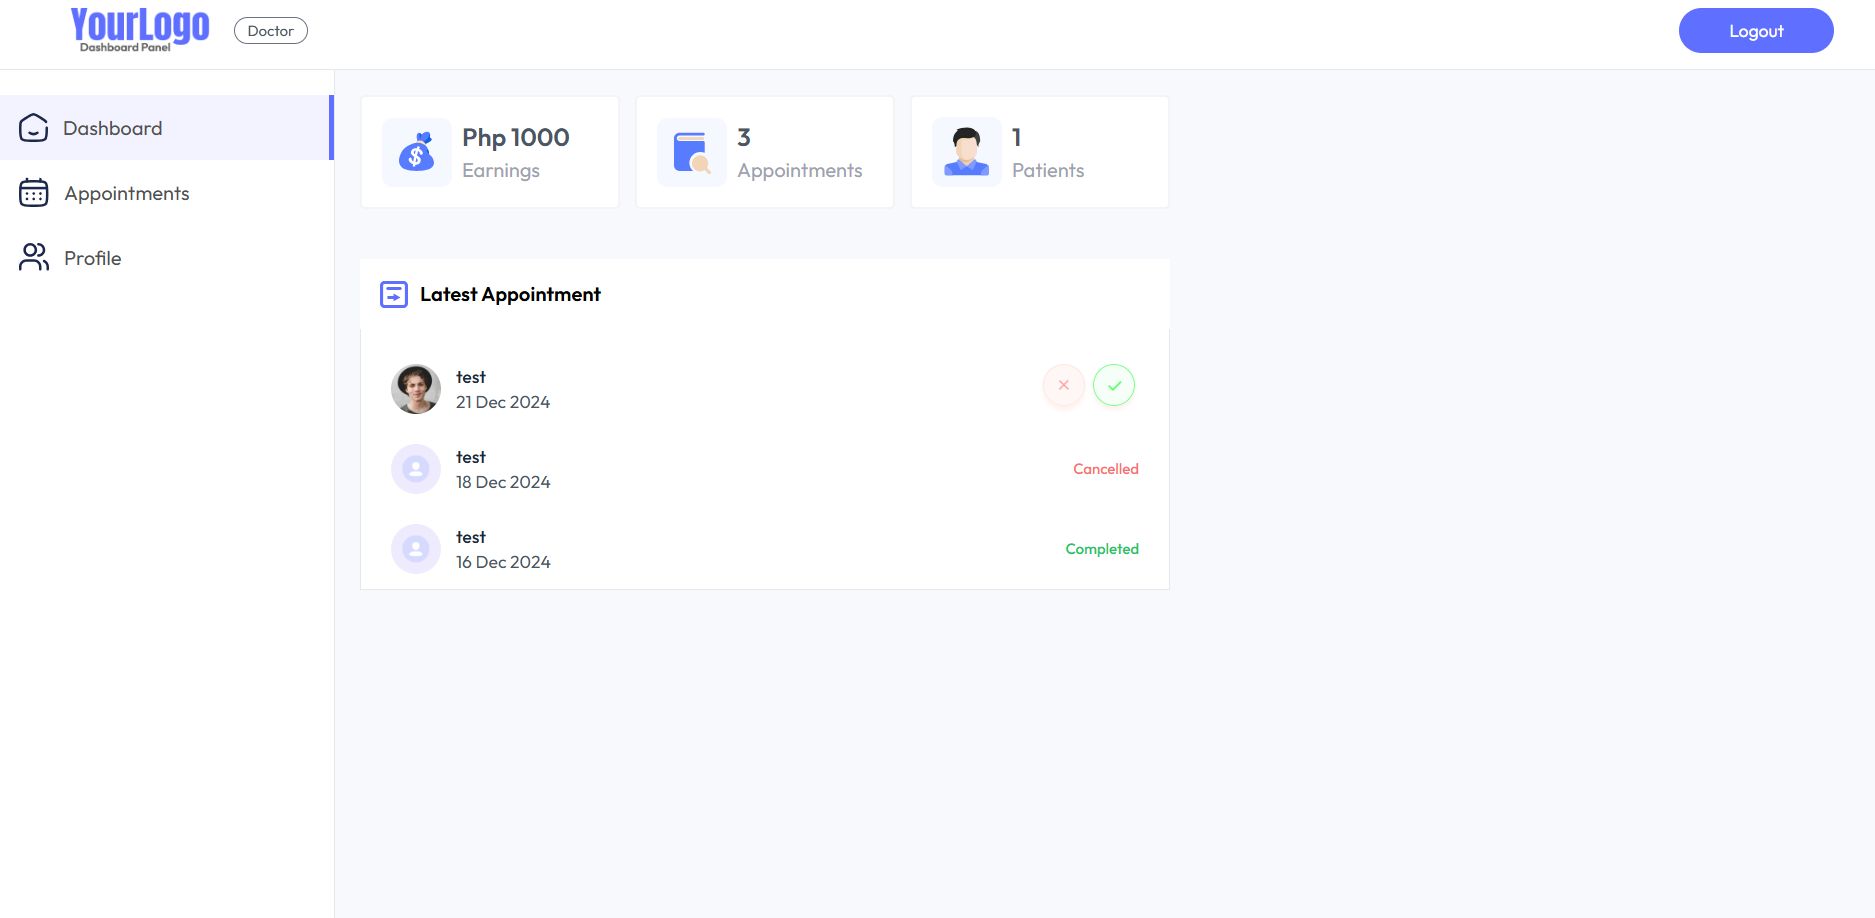 YourLogo
Dashboard Panel
Doctor
Logout
Dashboard
Appointments
Profile
Php 1000
Earnings
3
Appointments
1
Patients
Latest Appointment
test
21 Dec 2024
test
18 Dec 2024
Cancelled
test
16 Dec 2024
Completed